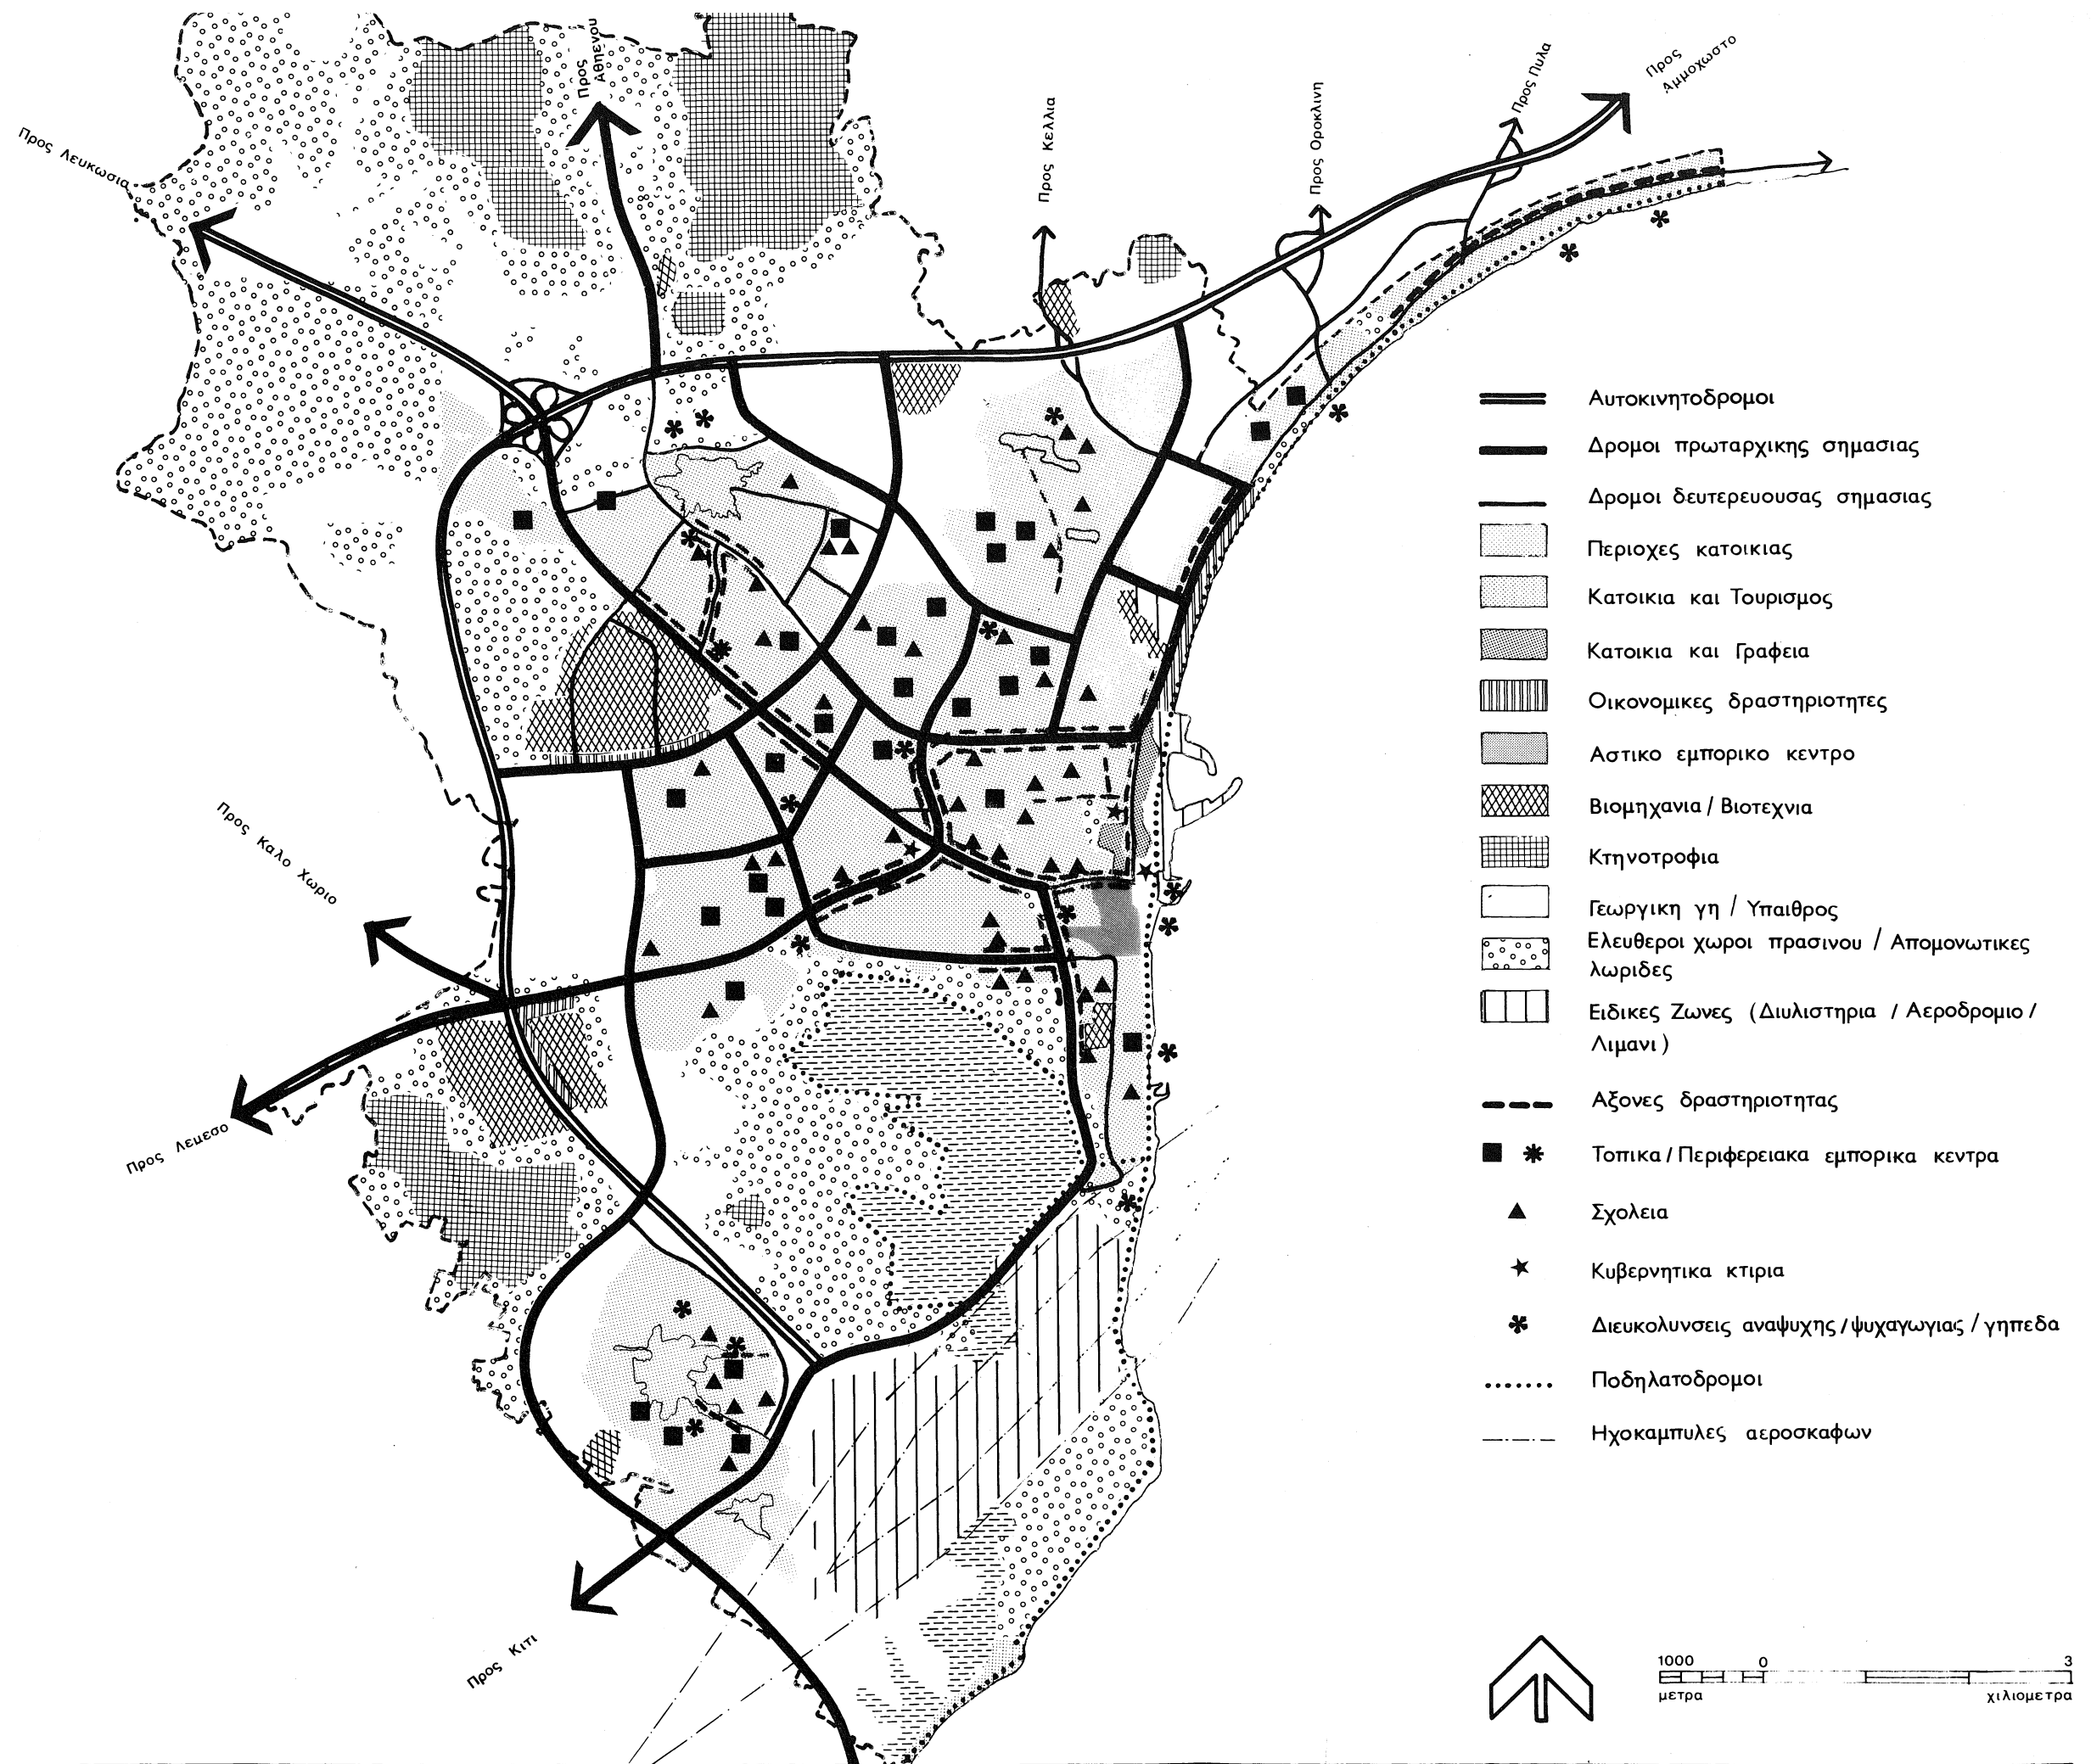 Προς Λευκωσια
Προς
Αθηαινου
Προς Κελλια
Προς Οροκλινη
Προς Πυλα
Προς
Αμμοχωστο
Προς Καλο Χωριο
Προς Λεμεσο
Προς Κιτι
Αυτοκινητοδρομοι
Δρομοι πρωταρχικης σημασιας
Δρομοι δευτερευουσας σημασιας
Περιοχες κατοικιας
Κατοικια και Τουρισμος
Κατοικια και Γραφεια
Οικονομικες δραστηριοτητες
Αστικο εμπορικο κεντρο
Βιομηχανια/Βιοτεχνια
Κτηνοτροφια
Γεωργικη γη / Υπαιθρος
Ελευθεροι χωροι πρασινου / Απομονωτικες
λωριδες
Ειδικες Ζωνες (Διυλιστηρια / Αεροδρομιο /
Λιμανι)
Αξονες δραστηριοτητας
Τοπικα/Περιφερειακα εμπορικα κεντρα
Σχολεια
Κυβερνητικα κτιρια
Διευκολυνσεις αναψυχης/ψυχαγωγιας/γηπεδα
Ποδηλατοδρομοι
Ηχοκαμπυλες αεροσκαφων
1000 0 3
μετρα χιλιομετρα